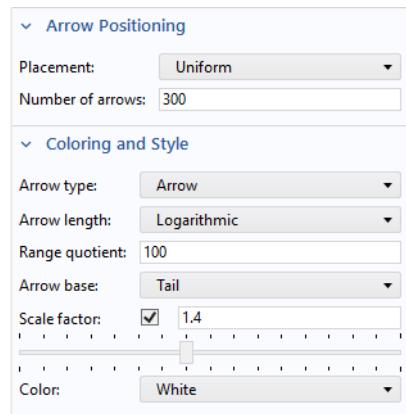 Arrow Positioning
Placement: Uniform
Number of arrows: 300
Coloring and Style
Arrow type: Arrow
Arrow length: Logarithmic
Range quotient: 100
Arrow base: Tail
Scale factor: 1.4
Color: White